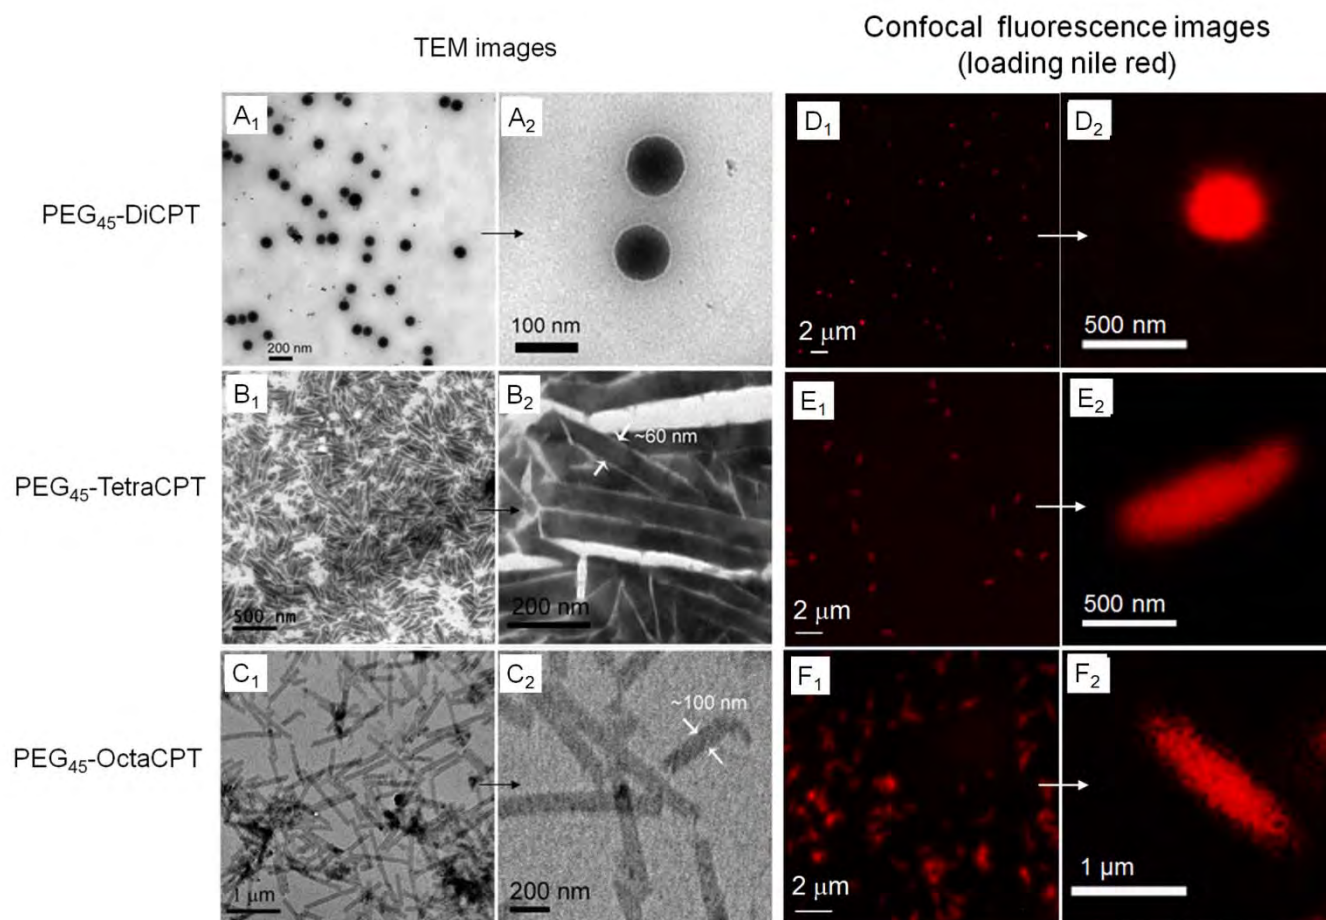 TEM images
Confocal fluorescence images
(loading nile red)
PEG₄₅-DiCPT
A₁
200 nm
A₂
100 nm
D₁
2 μm
D₂
500 nm
PEG₄₅-TetraCPT
B₁
500 nm
B₂
~60 nm
200 nm
E₁
2 μm
E₂
500 nm
PEG₄₅-OctaCPT
C₁
1 μm
C₂
~100 nm
200 nm
F₁
2 μm
F₂
1 μm